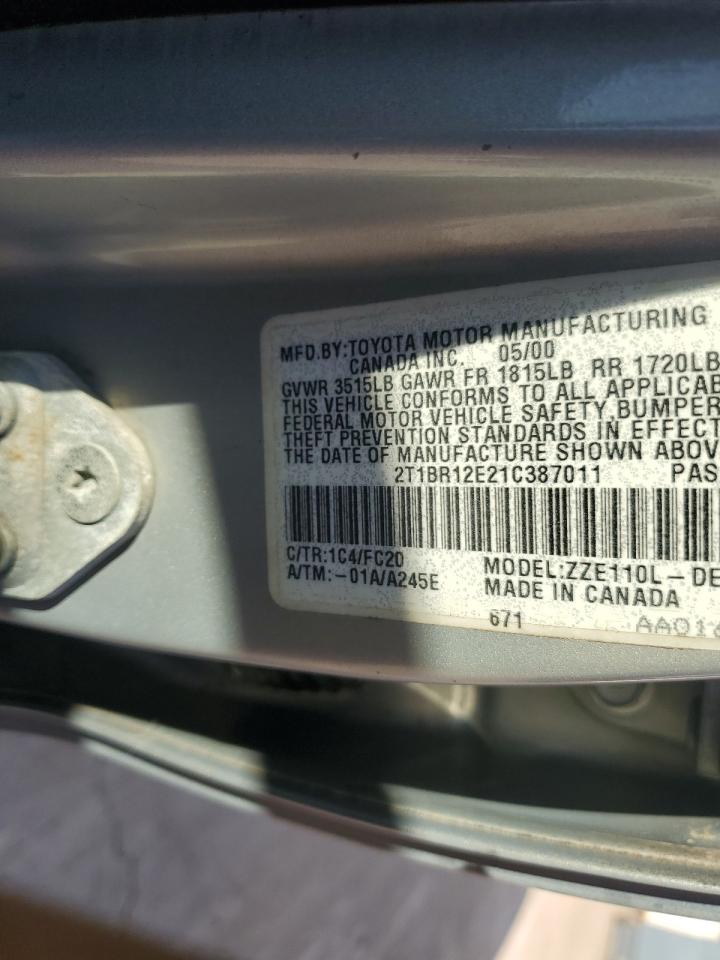 MFD.BY:TOYOTA MOTOR MANUFACTURING
CANADA INC. 05/00
GVWR 3515LB GAWR FR 1815LB RR 1720LB
THIS VEHICLE CONFORMS TO ALL APPLICAB
FEDERAL MOTOR VEHICLE SAFETY, BUMPER
THEFT PREVENTION STANDARDS IN EFFECT
THE DATE OF MANUFACTURE SHOWN ABOV
2T1BR12E21C387011 PAS
C/TR:1C4/FC20 MODEL:ZZE110L-DE
A/TM:-01A/A245E MADE IN CANADA
671 AA01